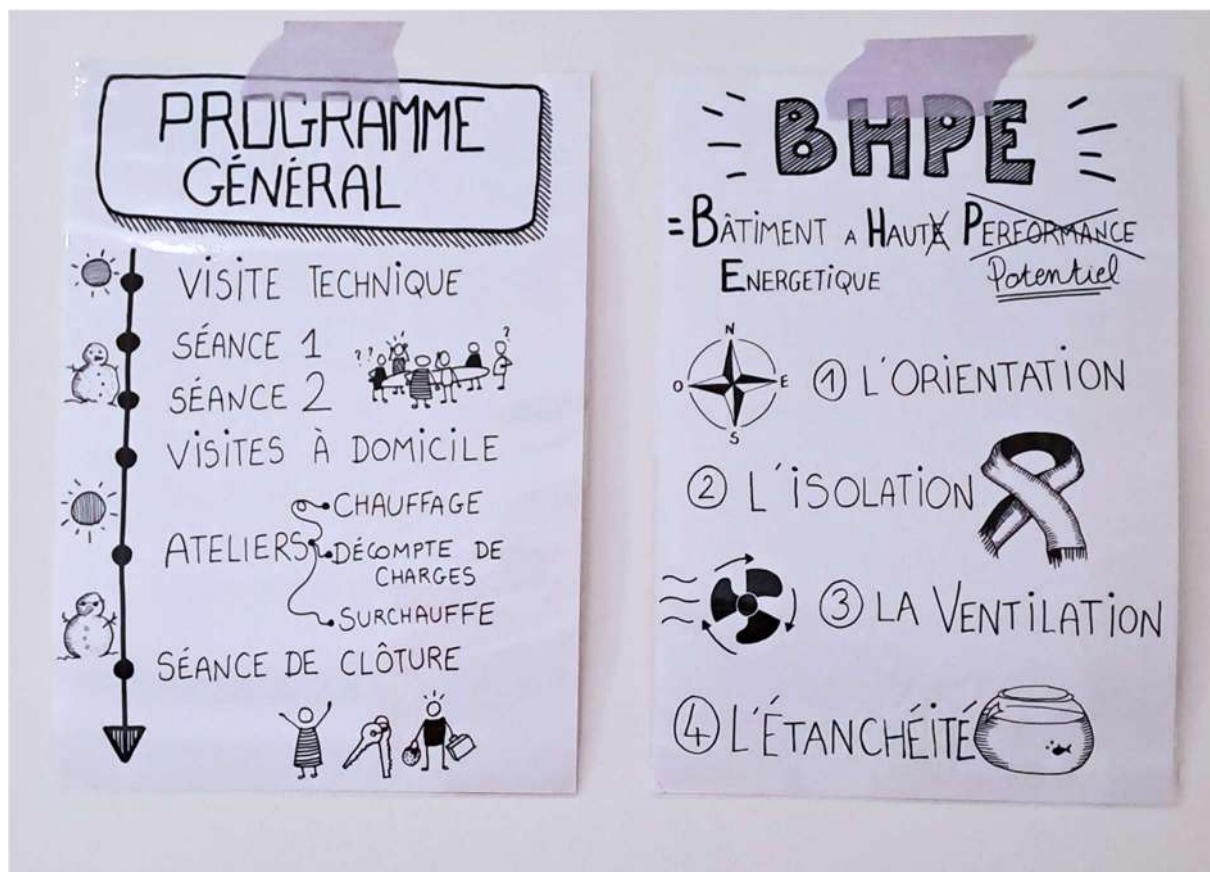 PROGRAMME
GÉNÉRAL
VISITE TECHNIQUE
SÉANCE 1
? ? ?
SÉANCE 2
VISITES À DOMICILE
CHAUFFAGE
ATELIERS
DÉCOMPTE DE
CHARGES
SURCHAUFFE
SÉANCE DE CLÔTURE
BHPE
= BÂTIMENT A HAUTE PERFORMANCE
ENERGETIQUE Potentiel
N
O E
S
① L'ORIENTATION
② L'ISOLATION
③ LA VENTILATION
④ L'ÉTANCHÉITÉ